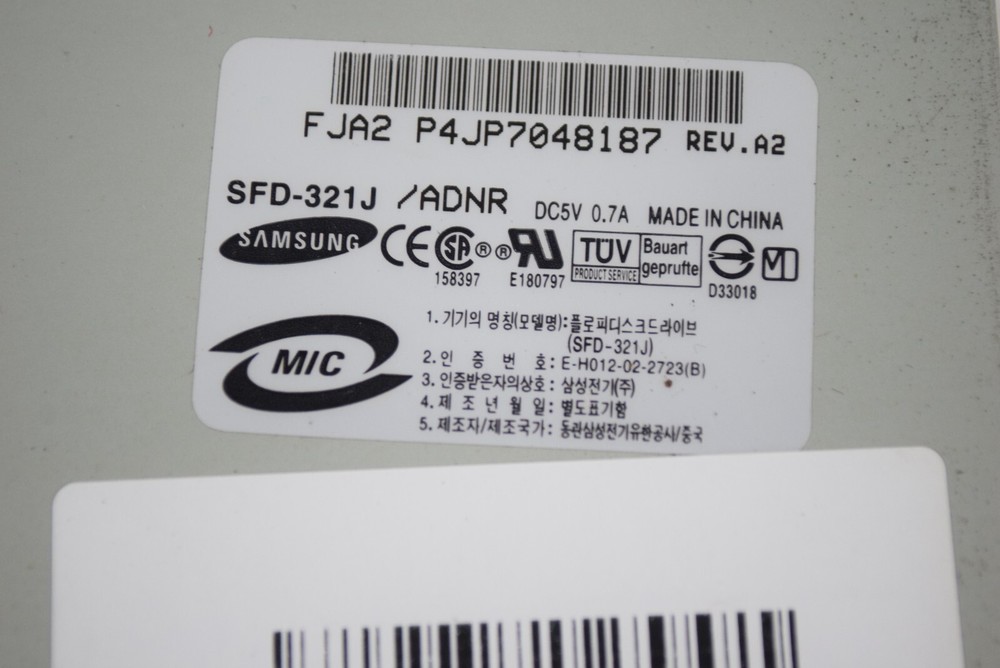 FJA2 P4JP7048187 REV.A2
SFD-321J /ADNR DC5V 0.7A MADE IN CHINA
SAMSUNG CE SA ® ® RU TÜV PRODUCT SERVICE Bauart geprüfte
158397 E180797 D33018
MIC
1. 기기의 명칭(모델명):플로피디스크드라이브
(SFD-321J)
2. 인 증 번 호: E-H012-02-2723(B)
3. 인증받은자의상호: 삼성전기(주)
4. 제 조 년 월 일: 별도표기함
5. 제조자/제조국가: 동관삼성전기유한공사/중국